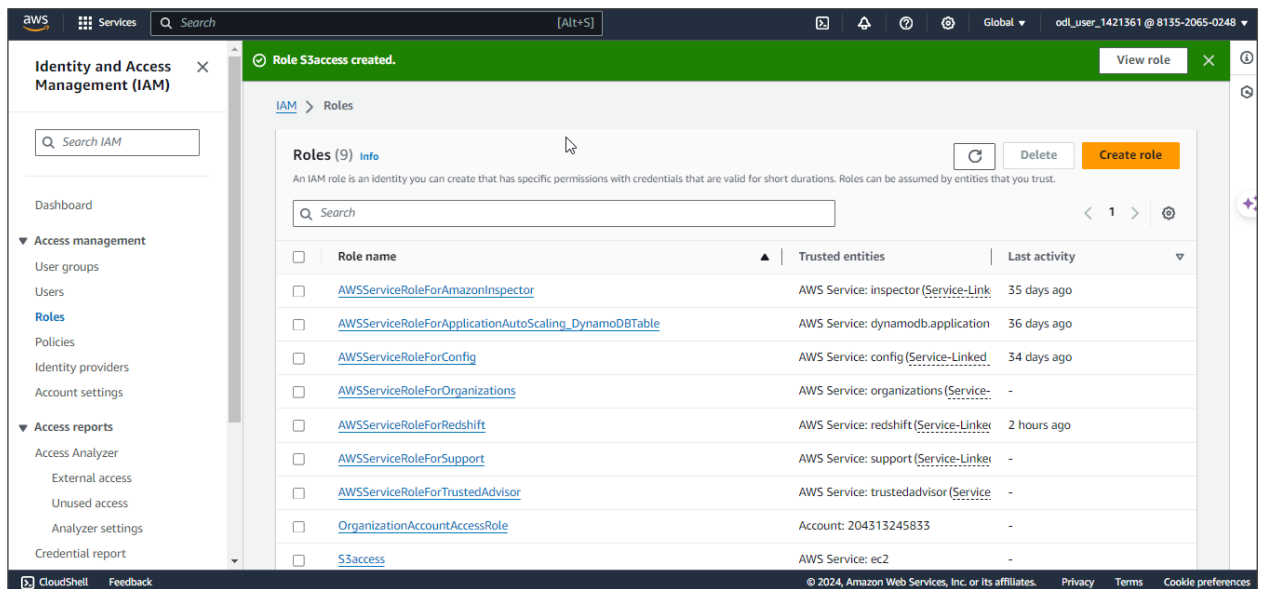 aws Services Search [Alt+S] Global odl_user_1421361 @ 8135-2065-0248
Identity and Access
Management (IAM)
Search IAM
Dashboard
Access management
User groups
Users
Roles
Policies
Identity providers
Account settings
Access reports
Access Analyzer
External access
Unused access
Analyzer settings
Credential report
Role S3access created. View role
IAM > Roles
Roles (9) Info Delete Create role
An IAM role is an identity you can create that has specific permissions with credentials that are valid for short durations. Roles can be assumed by entities that you trust.
Search 1
Role name Trusted entities Last activity
AWSServiceRoleForAmazonInspector AWS Service: inspector (Service-Link 35 days ago
AWSServiceRoleForApplicationAutoScaling_DynamoDBTable AWS Service: dynamodb.application 36 days ago
AWSServiceRoleForConfig AWS Service: config (Service-Linked 34 days ago
AWSServiceRoleForOrganizations AWS Service: organizations (Service- -
AWSServiceRoleForRedshift AWS Service: redshift (Service-Linked 2 hours ago
AWSServiceRoleForSupport AWS Service: support (Service-Linked -
AWSServiceRoleForTrustedAdvisor AWS Service: trustedadvisor (Service -
OrganizationAccountAccessRole Account: 204313245833 -
S3access AWS Service: ec2 -
CloudShell Feedback © 2024, Amazon Web Services, Inc. or its affiliates. Privacy Terms Cookie preferences